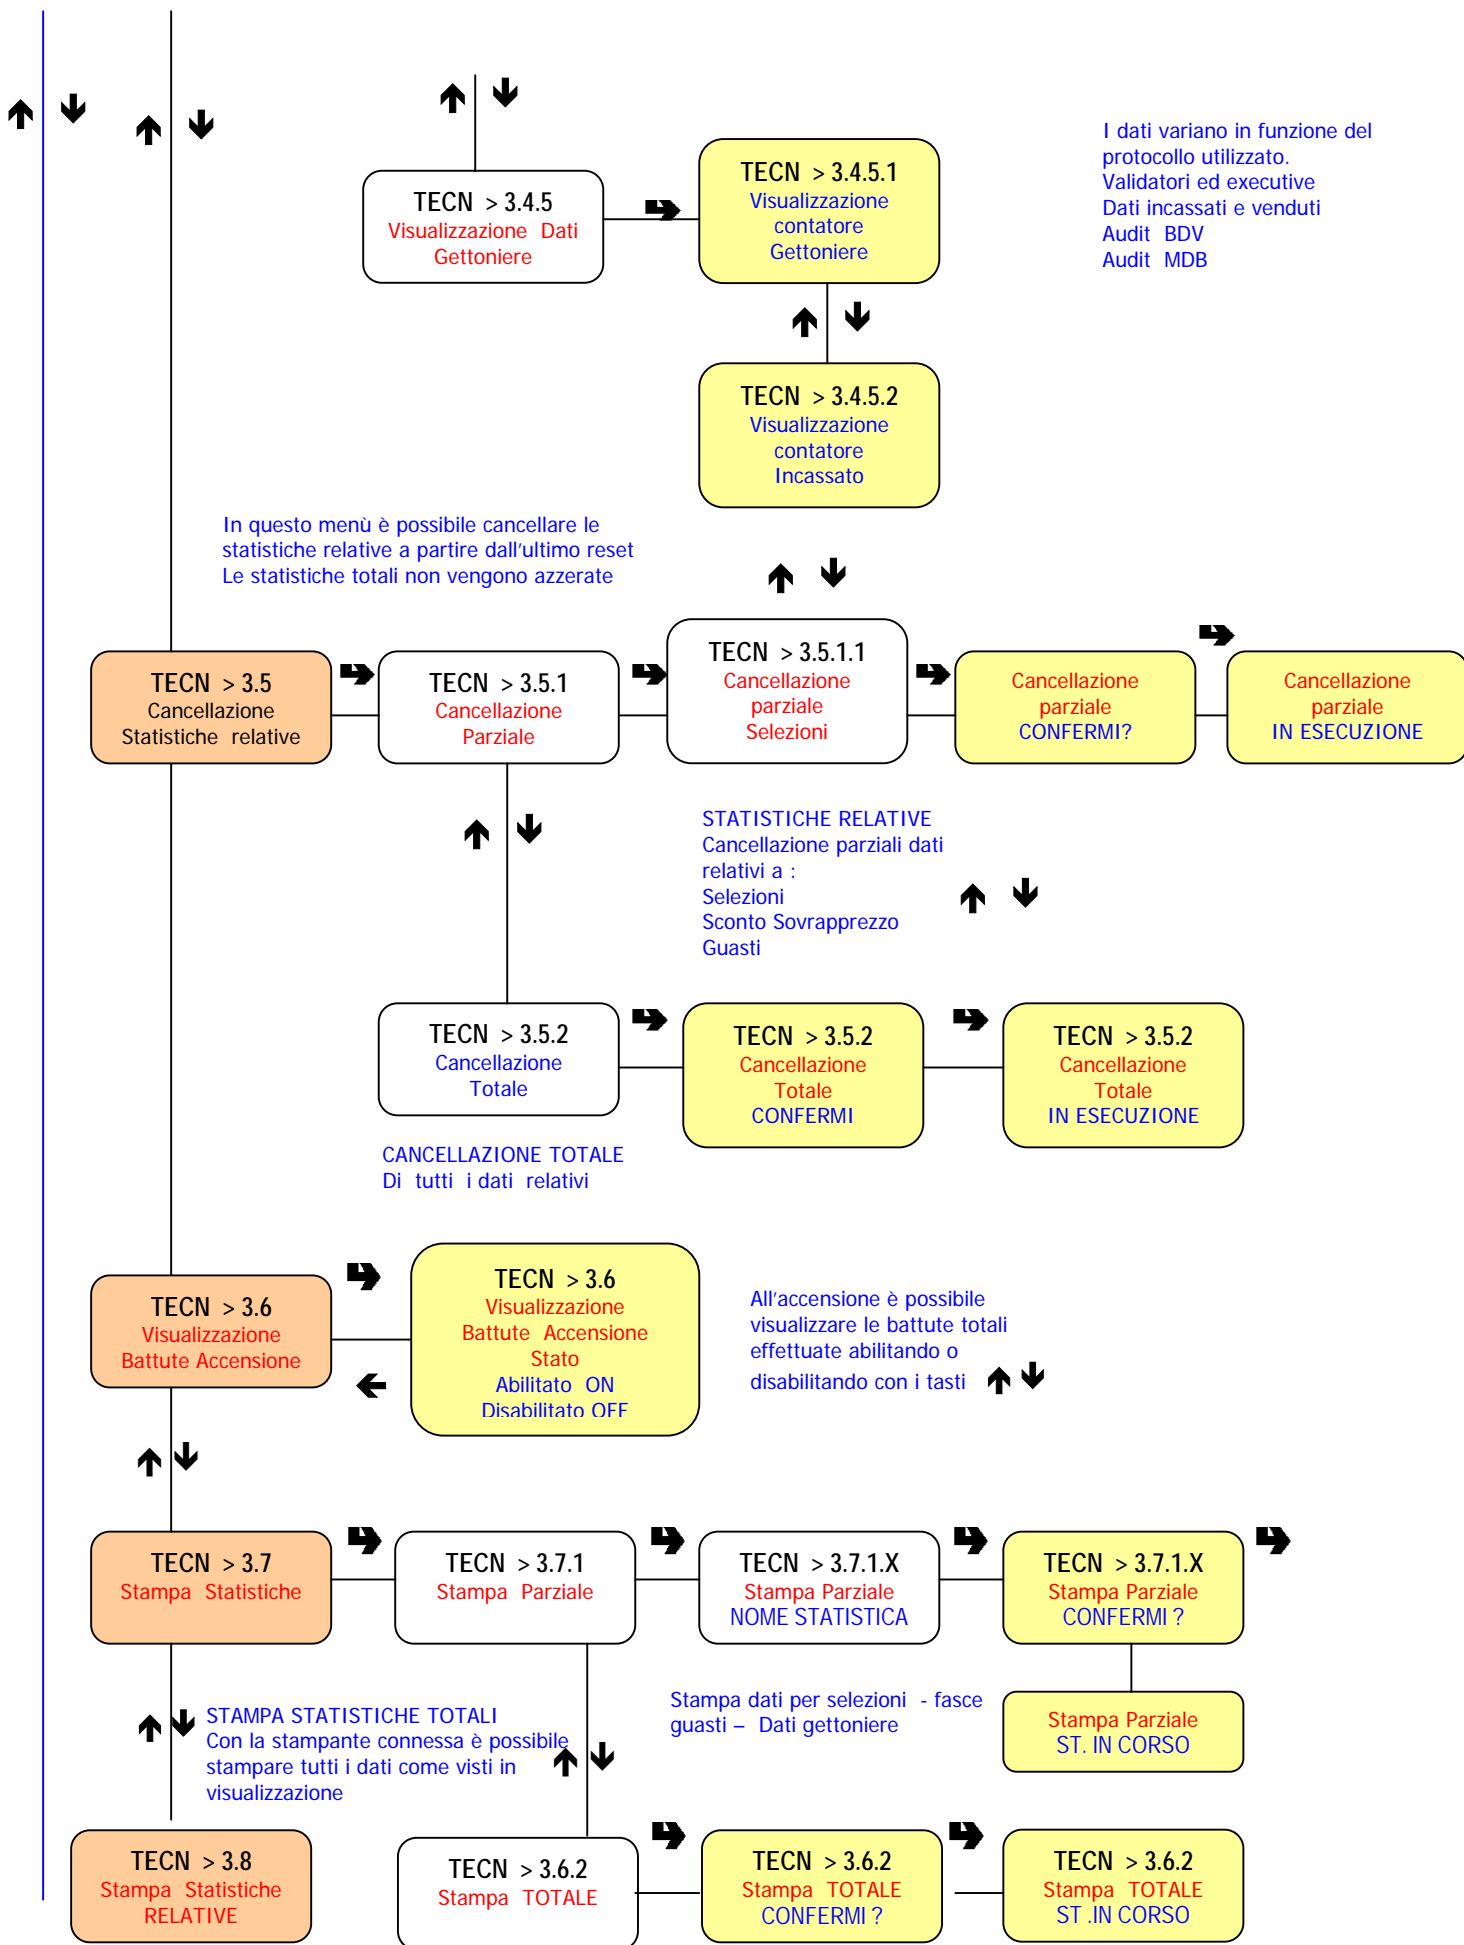 I dati variano in funzione del
protocollo utilizzato.
Validatori ed executive
Dati incassati e venduti
Audit BDV
Audit MDB
TECN > 3.4.5
Visualizzazione Dati
Gettoniere
TECN > 3.4.5.1
Visualizzazione
contatore
Gettoniere
TECN > 3.4.5.2
Visualizzazione
contatore
Incassato
In questo menù è possibile cancellare le
statistiche relative a partire dall'ultimo reset
Le statistiche totali non vengono azzerate
TECN > 3.5
Cancellazione
Statistiche relative
TECN > 3.5.1
Cancellazione
Parziale
TECN > 3.5.1.1
Cancellazione
parziale
Selezioni
Cancellazione
parziale
CONFERMI?
Cancellazione
parziale
IN ESECUZIONE
STATISTICHE RELATIVE
Cancellazione parziali dati
relativi a :
Selezioni
Sconto Sovrapprezzo
Guasti
TECN > 3.5.2
Cancellazione
Totale
TECN > 3.5.2
Cancellazione
Totale
CONFERMI
TECN > 3.5.2
Cancellazione
Totale
IN ESECUZIONE
CANCELLAZIONE TOTALE
Di tutti i dati relativi
TECN > 3.6
Visualizzazione
Battute Accensione
TECN > 3.6
Visualizzazione
Battute Accensione
Stato
Abilitato ON
Disabilitato OFF
All'accensione è possibile
visualizzare le battute totali
effettuate abilitando o
disabilitando con i tasti
TECN > 3.7
Stampa Statistiche
TECN > 3.7.1
Stampa Parziale
TECN > 3.7.1.X
Stampa Parziale
NOME STATISTICA
TECN > 3.7.1.X
Stampa Parziale
CONFERMI ?
STAMPA STATISTICHE TOTALI
Con la stampante connessa è possibile
stampare tutti i dati come visti in
visualizzazione
Stampa dati per selezioni - fasce
guasti – Dati gettoniere
Stampa Parziale
ST. IN CORSO
TECN > 3.8
Stampa Statistiche
RELATIVE
TECN > 3.6.2
Stampa TOTALE
TECN > 3.6.2
Stampa TOTALE
CONFERMI ?
TECN > 3.6.2
Stampa TOTALE
ST .IN CORSO